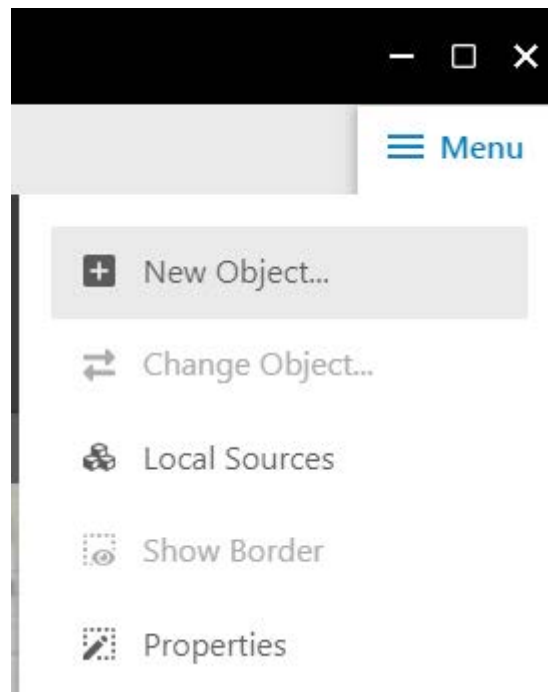 Menu
New Object...
Change Object...
Local Sources
Show Border
Properties